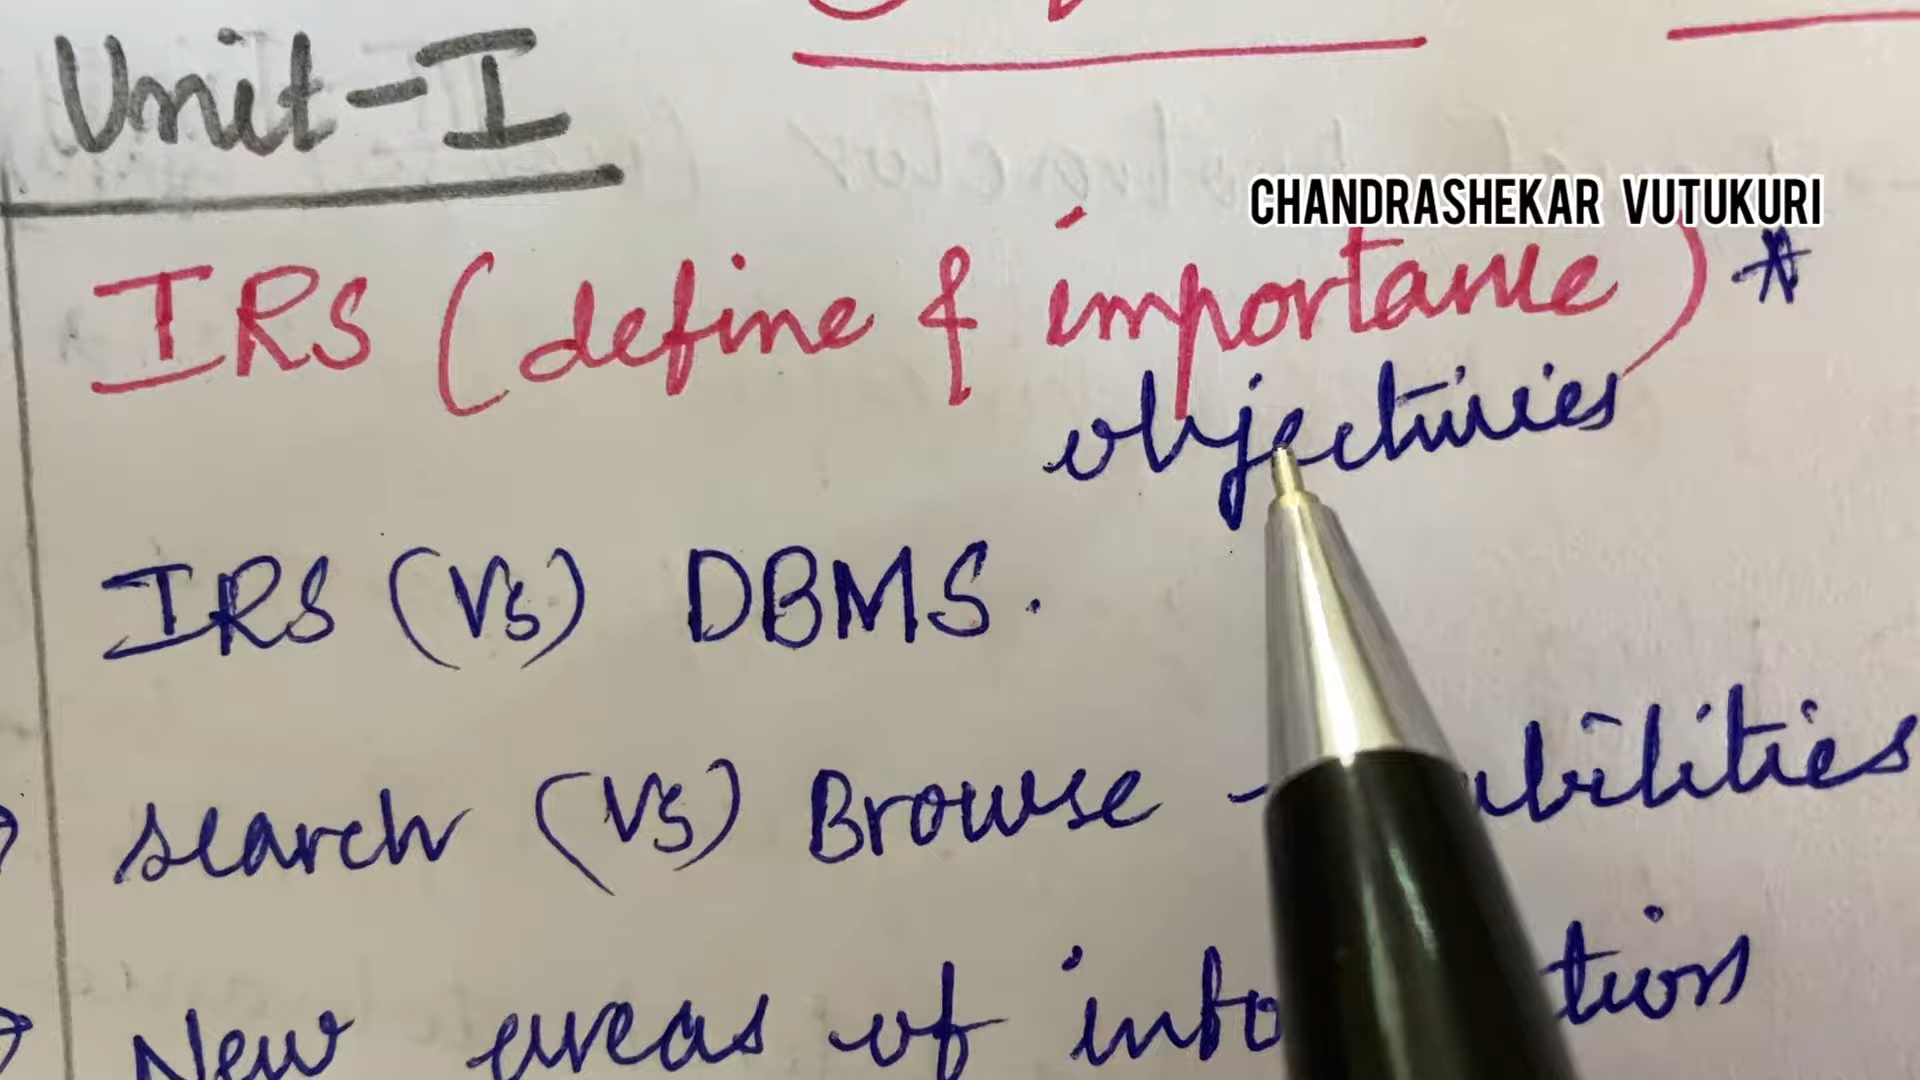 Unit-I
CHANDRASHEKAR VUTUKURI
IRS (define & importance) *
objectives
IRS (Vs) DBMS.
search (Vs) Browse
New areas of